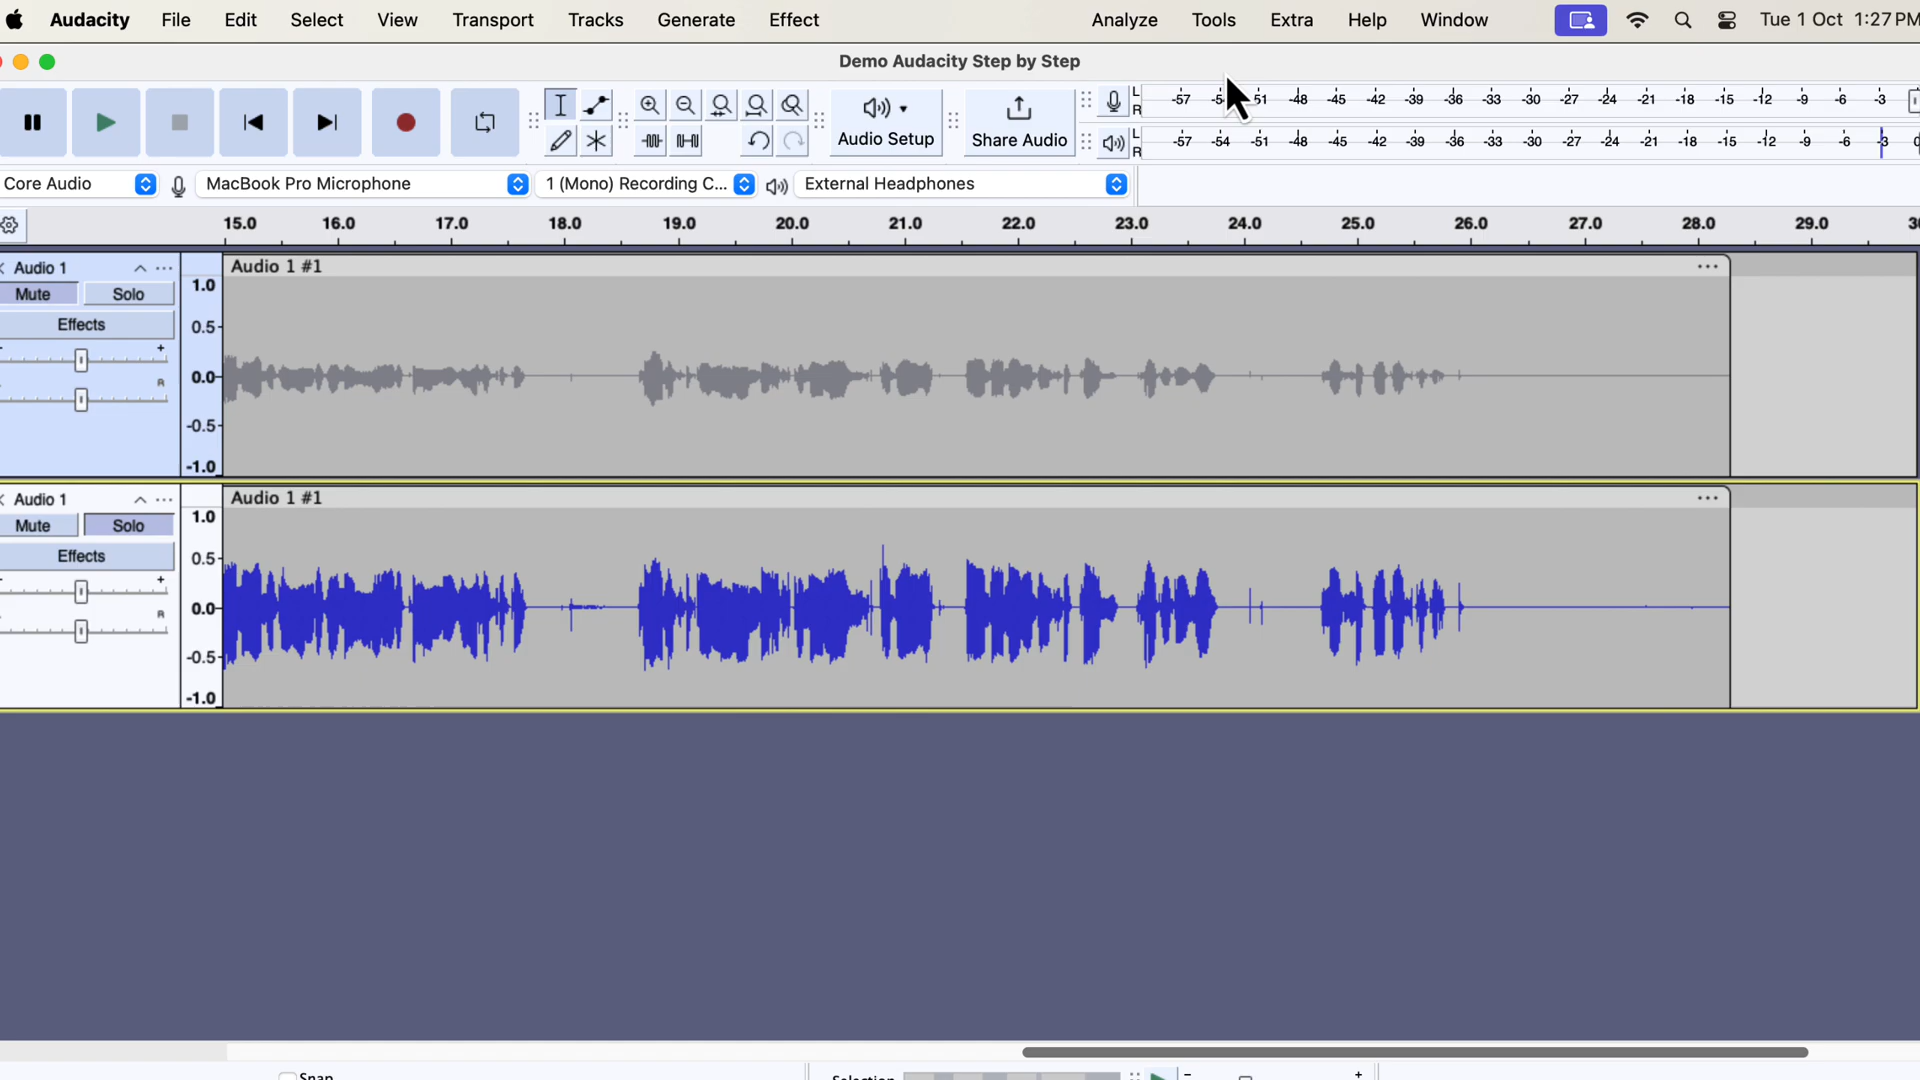 Audacity File Edit Select View Transport Tracks Generate Effect Analyze Tools Extra Help Window Tue 1 Oct 1:27 PM
Demo Audacity Step by Step
L -57 -54 -51 -48 -45 -42 -39 -36 -33 -30 -27 -24 -21 -18 -15 -12 -9 -6 -3
R
Audio Setup Share Audio
L -57 -54 -51 -48 -45 -42 -39 -36 -33 -30 -27 -24 -21 -18 -15 -12 -9 -6 -3 0
R
Core Audio MacBook Pro Microphone 1 (Mono) Recording C... External Headphones
15.0 16.0 17.0 18.0 19.0 20.0 21.0 22.0 23.0 24.0 25.0 26.0 27.0 28.0 29.0
Audio 1 ... Audio 1 #1 ...
Mute Solo 1.0
Effects 0.5
- +
R 0.0
-0.5
-1.0
Audio 1 ... Audio 1 #1 ...
Mute Solo 1.0
Effects 0.5
- +
R 0.0
-0.5
-1.0
Snap Selection - +